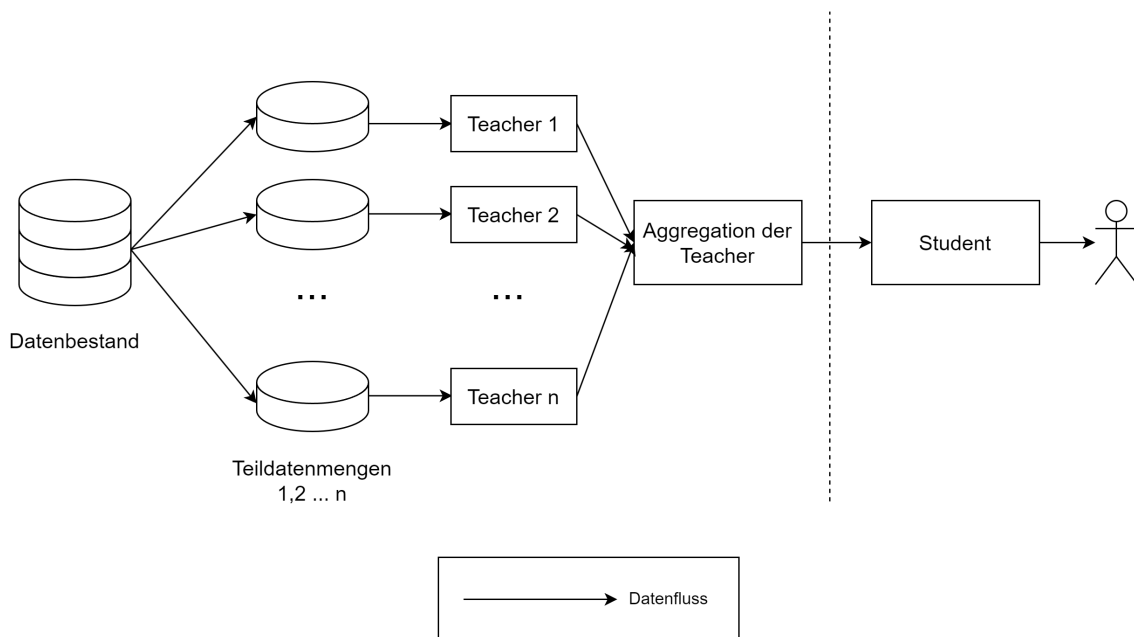 Teacher 1
Teacher 2
Aggregation der
Teacher
Student
...
...
Datenbestand
Teacher n
Teildatenmengen
1,2 ... n
Datenfluss